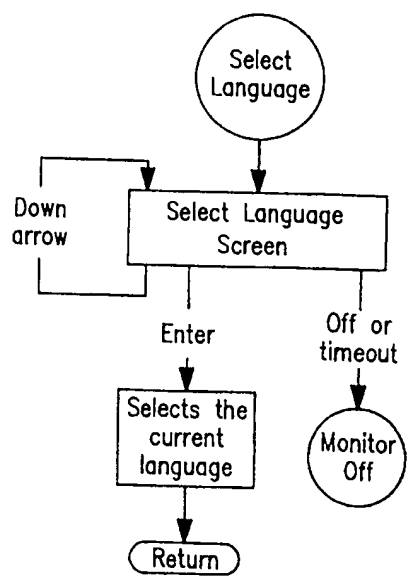 Select
Language
Down
arrow
Select Language
Screen
Enter
Off or
timeout
Selects the
current
language
Monitor
Off
Return